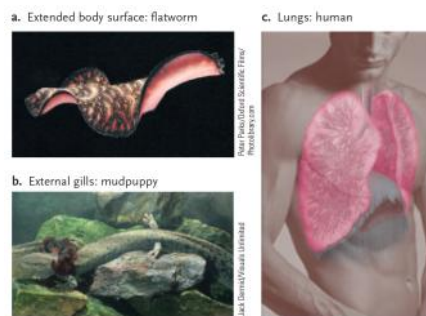 a. Extended body surface: flatworm
Peter Parks/Oxford Scientific Films/
Photolibrary.com
b. External gills: mudpuppy
Jack Dermid/Visuals Unlimited
c. Lungs: human